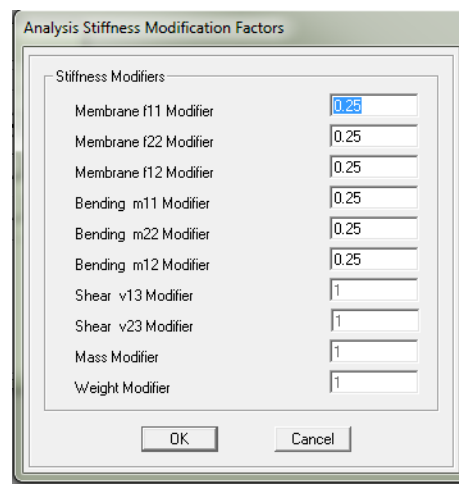 Analysis Stiffness Modification Factors
Stiffness Modifiers
Membrane f11 Modifier 0.25
Membrane f22 Modifier 0.25
Membrane f12 Modifier 0.25
Bending m11 Modifier 0.25
Bending m22 Modifier 0.25
Bending m12 Modifier 0.25
Shear v13 Modifier 1
Shear v23 Modifier 1
Mass Modifier 1
Weight Modifier 1
OK Cancel